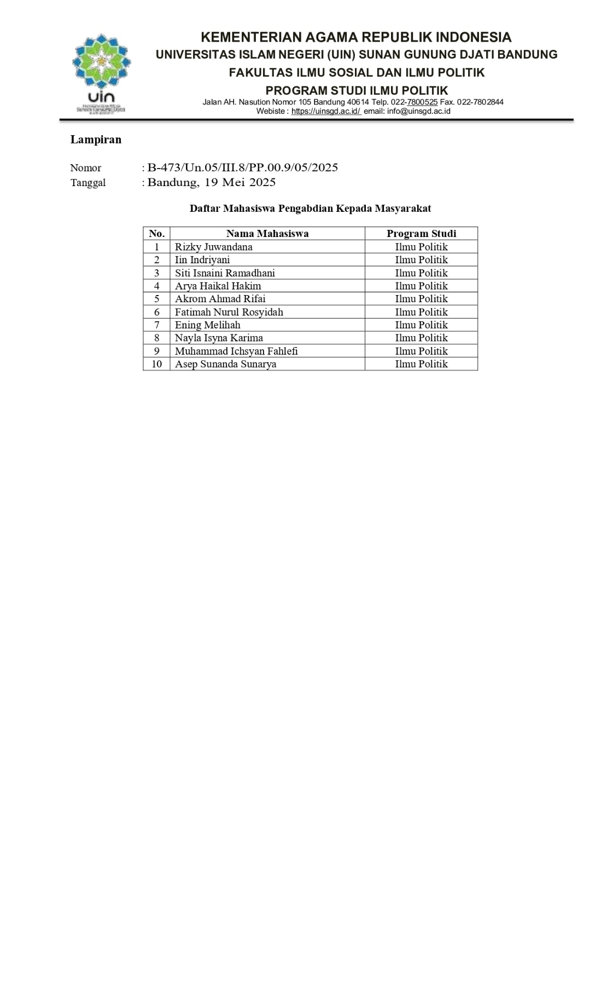 KEMENTERIAN AGAMA REPUBLIK INDONESIA
UNIVERSITAS ISLAM NEGERI (UIN) SUNAN GUNUNG DJATI BANDUNG
FAKULTAS ILMU SOSIAL DAN ILMU POLITIK
PROGRAM STUDI ILMU POLITIK
Jalan AH. Nasution Nomor 105 Bandung 40614 Telp. 022-7800525 Fax. 022-7802844
Webiste : https://uinsgd.ac.id/ email: info@uinsgd.ac.id
uin
SUNAN GUNUNG DJATI
BANDUNG
Lampiran
Nomor : B-473/Un.05/III.8/PP.00.9/05/2025
Tanggal : Bandung, 19 Mei 2025
Daftar Mahasiswa Pengabdian Kepada Masyarakat
No. Nama Mahasiswa Program Studi
1 Rizky Juwandana Ilmu Politik
2 Iin Indriyani Ilmu Politik
3 Siti Isnaini Ramadhani Ilmu Politik
4 Arya Haikal Hakim Ilmu Politik
5 Akrom Ahmad Rifai Ilmu Politik
6 Fatimah Nurul Rosyidah Ilmu Politik
7 Ening Melihah Ilmu Politik
8 Nayla Isyna Karima Ilmu Politik
9 Muhammad Ichsyan Fahlefi Ilmu Politik
10 Asep Sunanda Sunarya Ilmu Politik